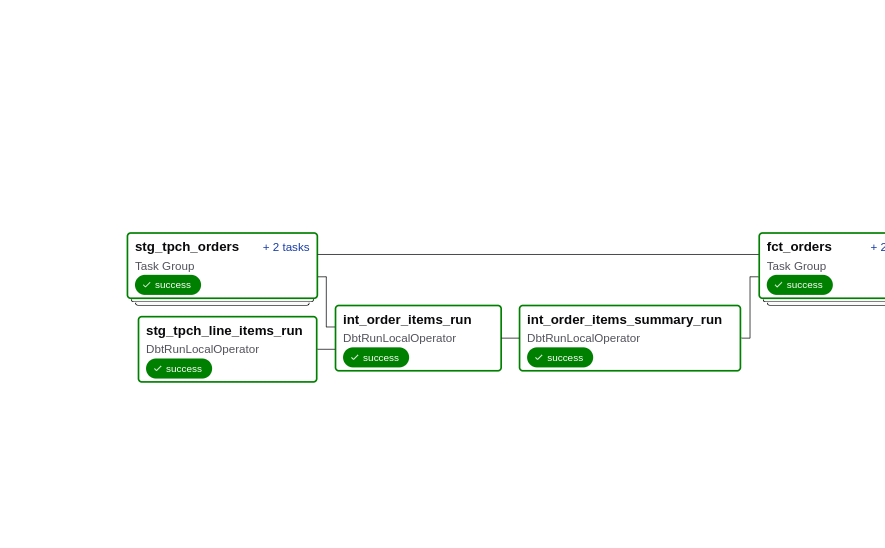 stg_tpch_orders + 2 tasks
Task Group
success
stg_tpch_line_items_run
DbtRunLocalOperator
success
int_order_items_run
DbtRunLocalOperator
success
int_order_items_summary_run
DbtRunLocalOperator
success
fct_orders + 2
Task Group
success